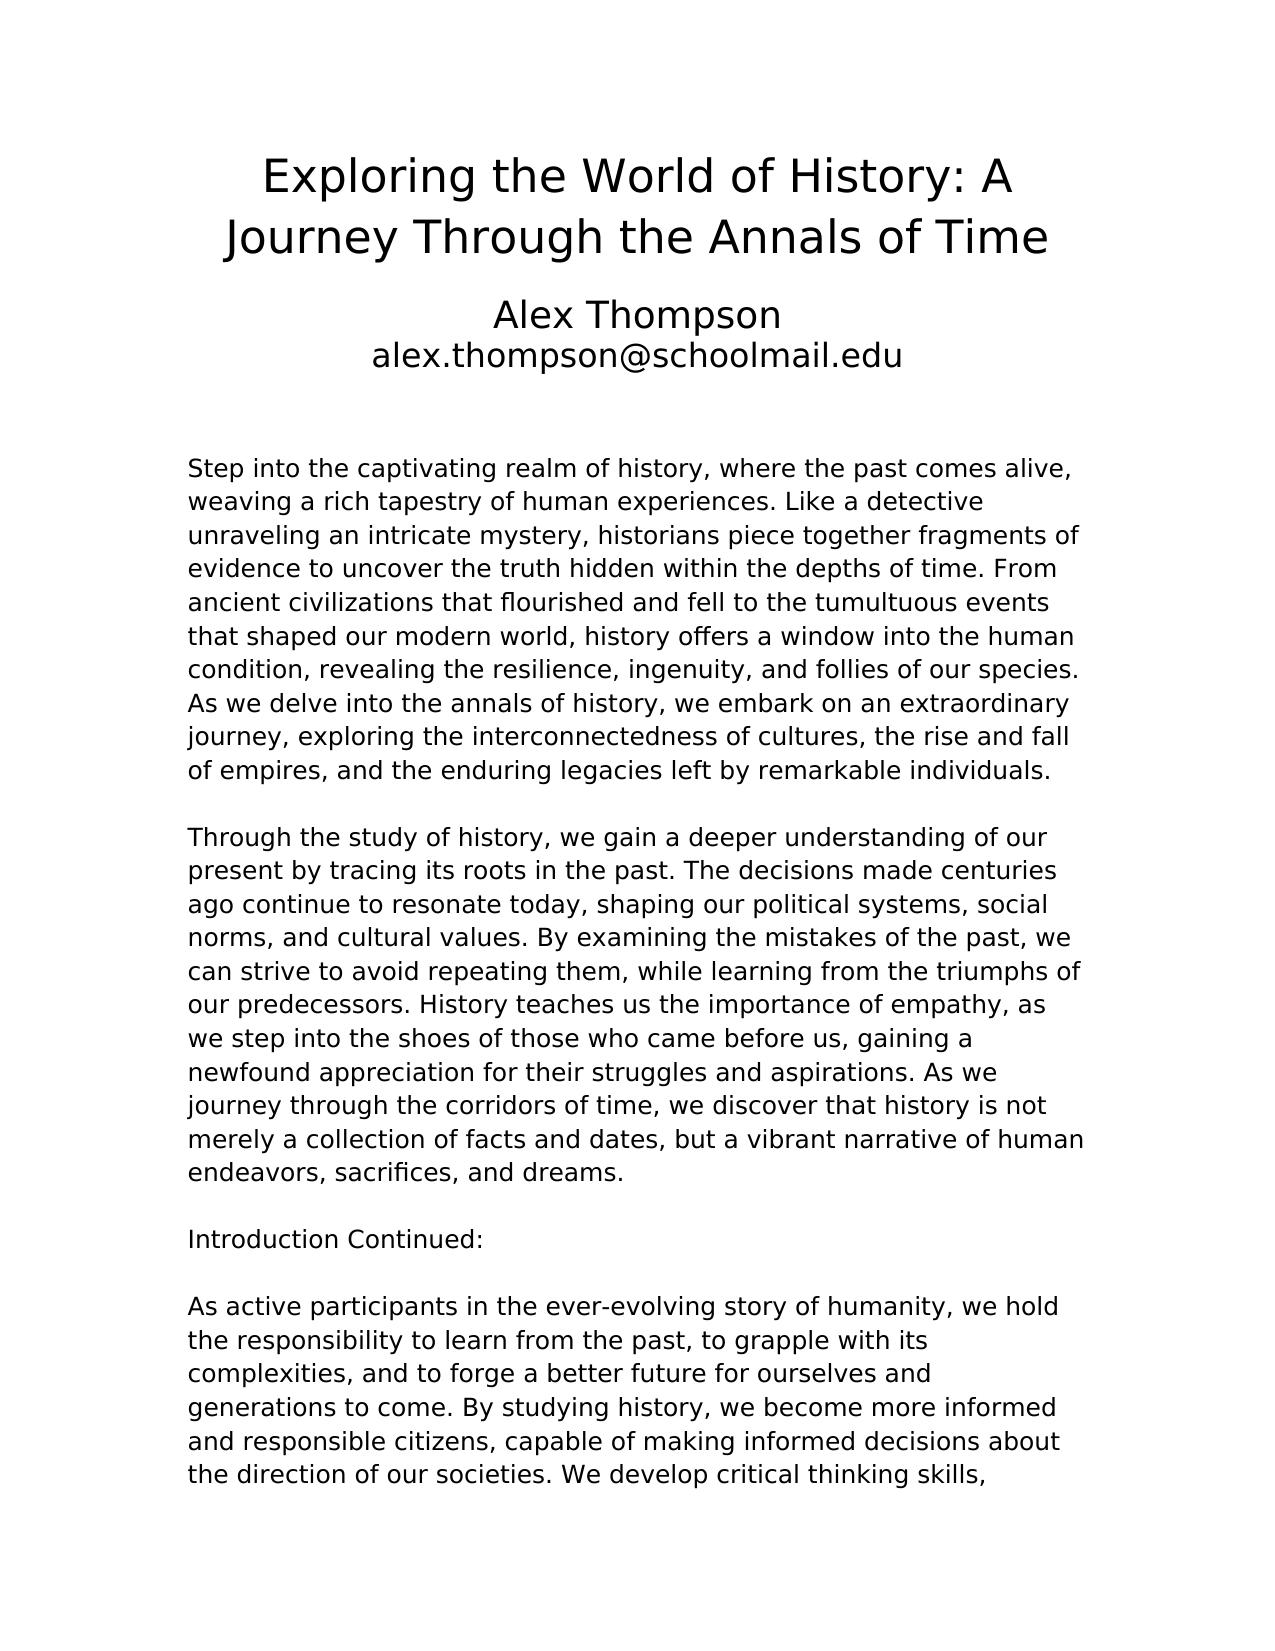 Exploring the World of History: A
Journey Through the Annals of Time
Alex Thompson
alex.thompson@schoolmail.edu
Step into the captivating realm of history, where the past comes alive,
weaving a rich tapestry of human experiences. Like a detective
unraveling an intricate mystery, historians piece together fragments of
evidence to uncover the truth hidden within the depths of time. From
ancient civilizations that flourished and fell to the tumultuous events
that shaped our modern world, history offers a window into the human
condition, revealing the resilience, ingenuity, and follies of our species.
As we delve into the annals of history, we embark on an extraordinary
journey, exploring the interconnectedness of cultures, the rise and fall
of empires, and the enduring legacies left by remarkable individuals.
Through the study of history, we gain a deeper understanding of our
present by tracing its roots in the past. The decisions made centuries
ago continue to resonate today, shaping our political systems, social
norms, and cultural values. By examining the mistakes of the past, we
can strive to avoid repeating them, while learning from the triumphs of
our predecessors. History teaches us the importance of empathy, as
we step into the shoes of those who came before us, gaining a
newfound appreciation for their struggles and aspirations. As we
journey through the corridors of time, we discover that history is not
merely a collection of facts and dates, but a vibrant narrative of human
endeavors, sacrifices, and dreams.
Introduction Continued:
As active participants in the ever-evolving story of humanity, we hold
the responsibility to learn from the past, to grapple with its
complexities, and to forge a better future for ourselves and
generations to come. By studying history, we become more informed
and responsible citizens, capable of making informed decisions about
the direction of our societies. We develop critical thinking skills,